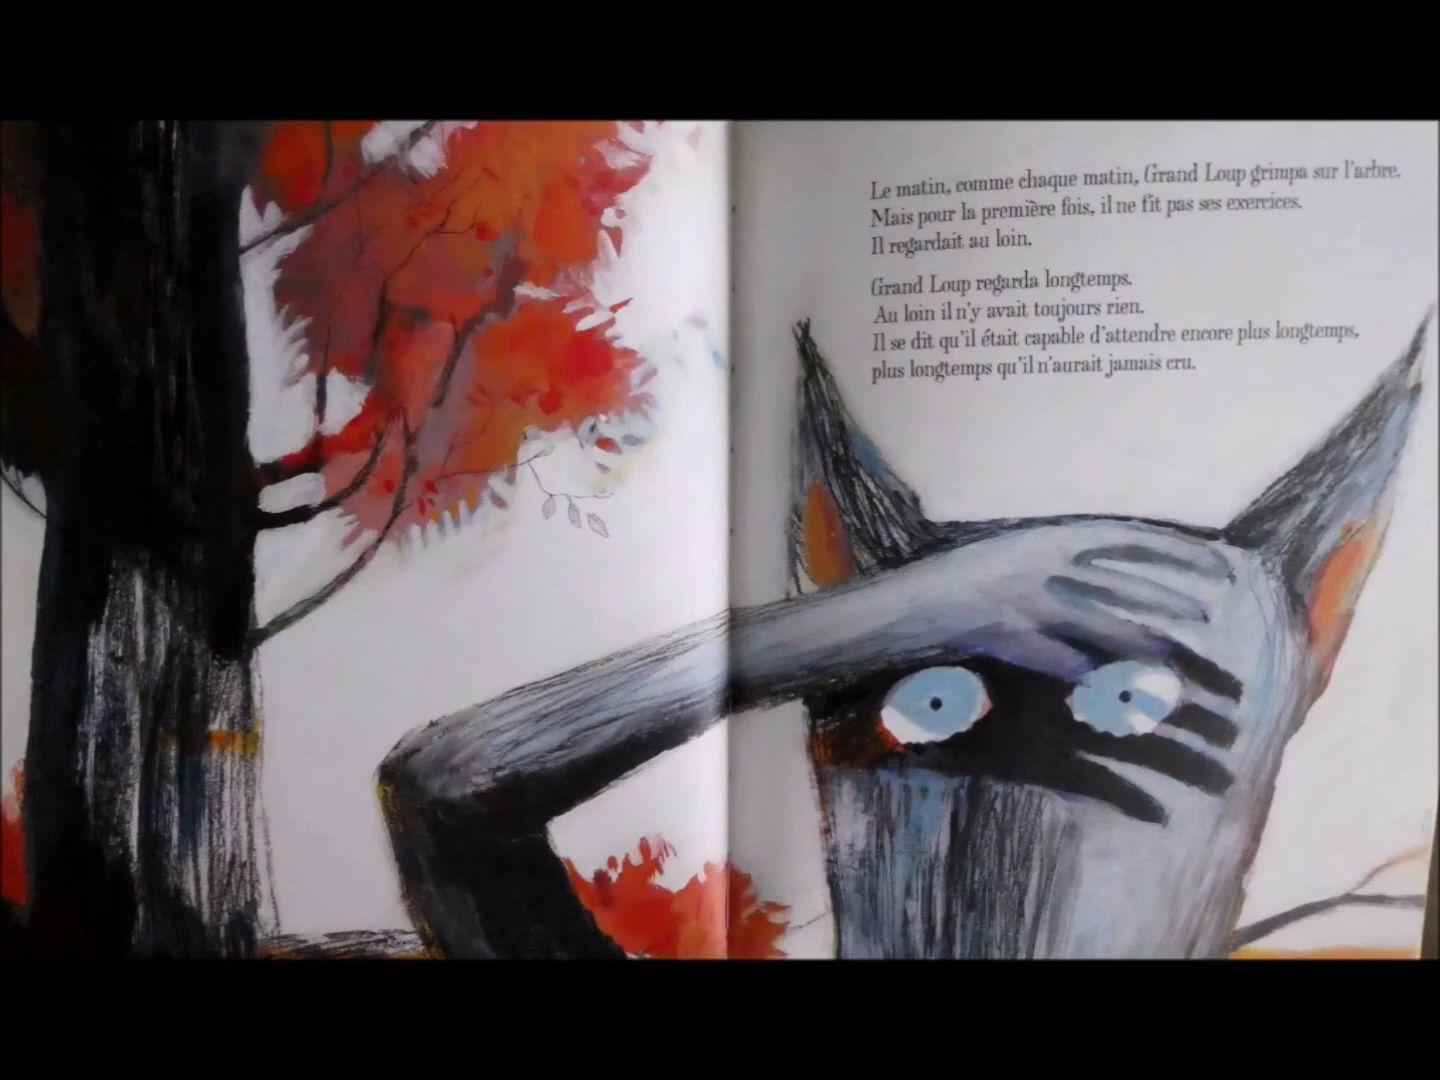 Le matin, comme chaque matin, Grand Loup grimpa sur l'arbre.
Mais pour la première fois, il ne fit pas ses exercices.
Il regardait au loin.
Grand Loup regarda longtemps.
Au loin il n'y avait toujours rien.
Il se dit qu'il était capable d'attendre encore plus longtemps,
plus longtemps qu'il n'aurait jamais cru.